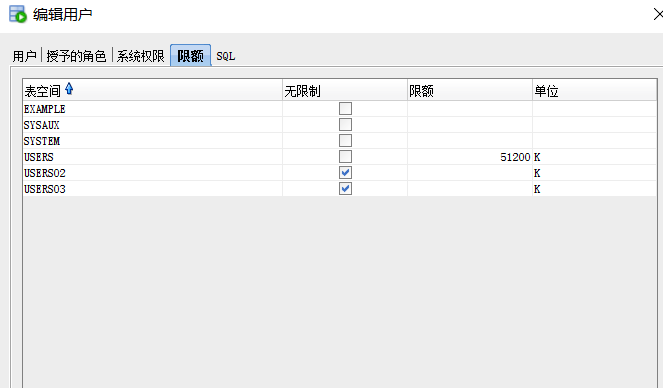 编辑用户
用户 授予的角色 系统权限 限额 SQL
表空间 无限制 限额 单位
EXAMPLE
SYSAUX
SYSTEM
USERS 51200 K
USERS02 K
USERS03 K